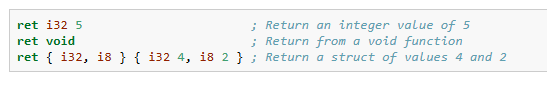 ret i32 5                       ; Return an integer value of 5
ret void                        ; Return from a void function
ret { i32, i8 } { i32 4, i8 2 } ; Return a struct of values 4 and 2